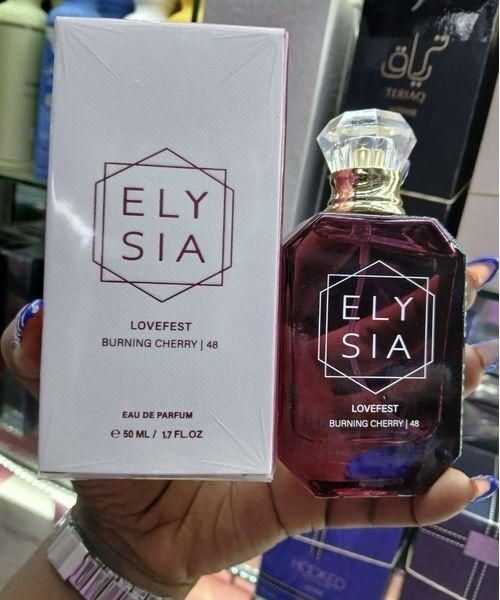 ELY
SIA
LOVEFEST
BURNING CHERRY | 48
EAU DE PARFUM
e 50 ML / 1.7 FL.OZ
ELY
SIA
LOVEFEST
BURNING CHERRY | 48
ترياق
TERIAQ
HOOKED